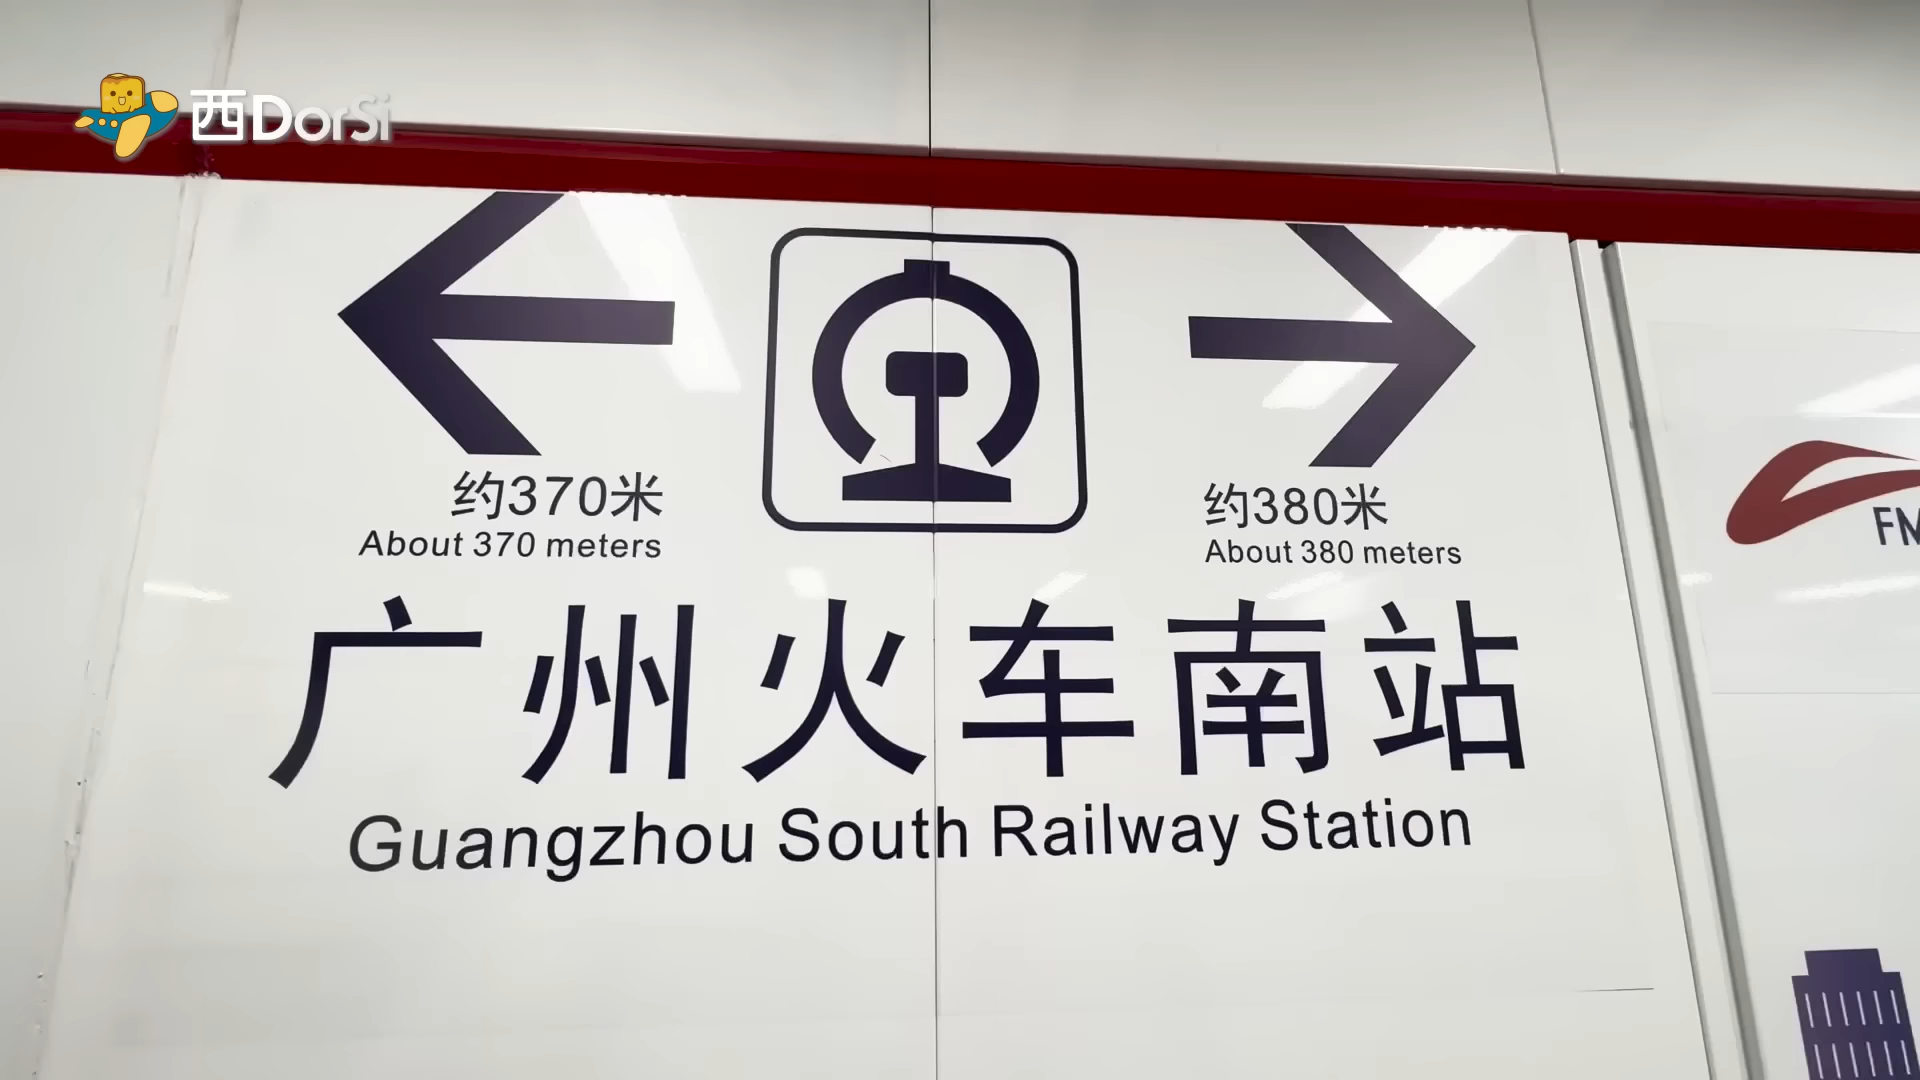 西DorSi
约370米
About 370 meters
约380米
About 380 meters
广州火车南站
Guangzhou South Railway Station